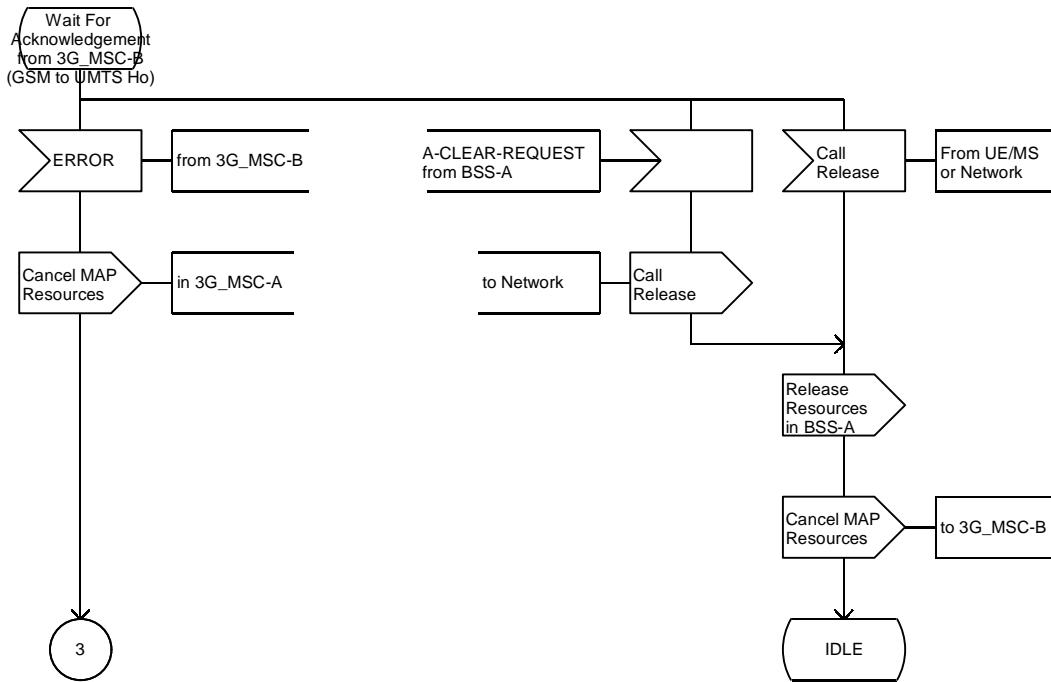 Wait For
Acknowledgement
from 3G_MSC-B
(GSM to UMTS Ho)
ERROR
from 3G_MSC-B
A-CLEAR-REQUEST
from BSS-A
Call
Release
From UE/MS
or Network
Cancel MAP
Resources
in 3G_MSC-A
to Network
Call
Release
Release
Resources
in BSS-A
Cancel MAP
Resources
to 3G_MSC-B
3
IDLE